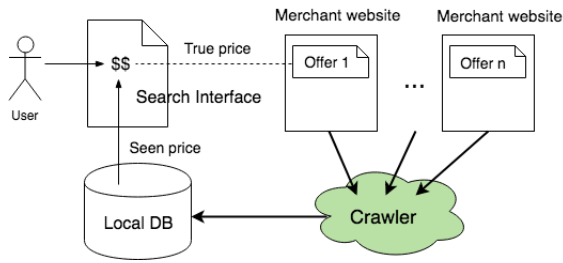 Merchant website
Merchant website
True price
$$
Offer 1
Offer n
...
Search Interface
User
Seen price
Local DB
Crawler